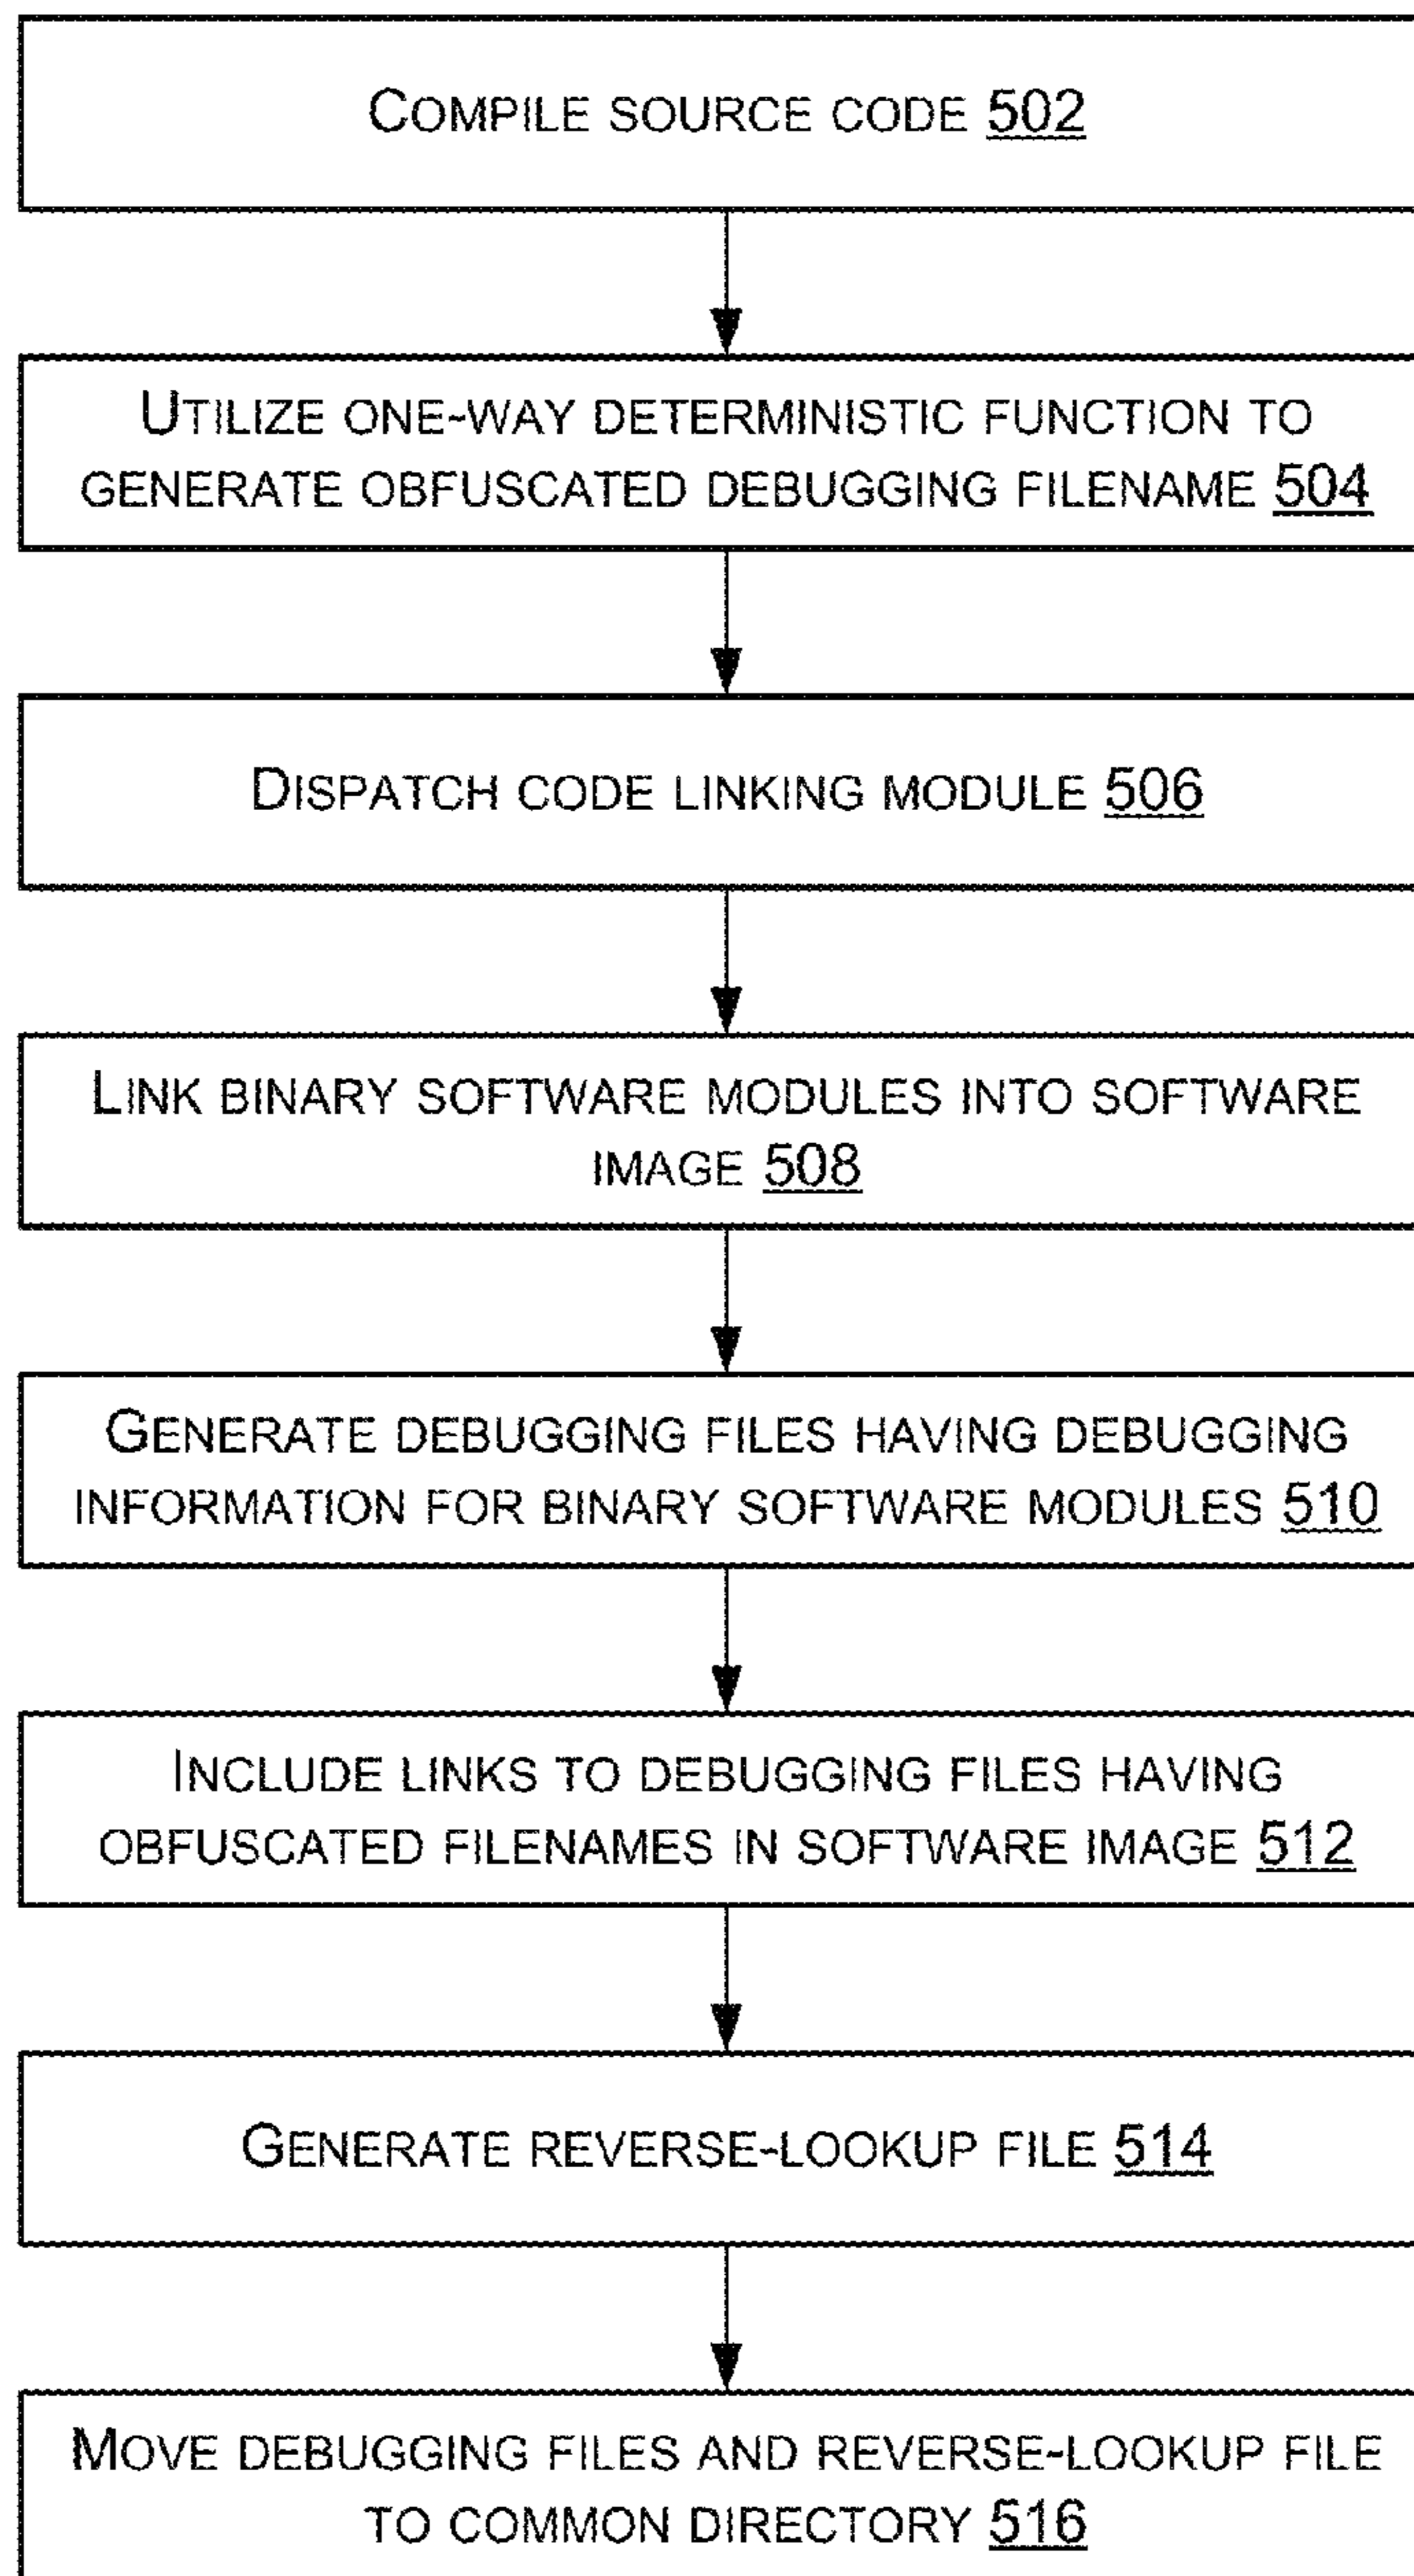 COMPILE SOURCE CODE 502
UTILIZE ONE-WAY DETERMINISTIC FUNCTION TO
GENERATE OBFUSCATED DEBUGGING FILENAME 504
DISPATCH CODE LINKING MODULE 506
LINK BINARY SOFTWARE MODULES INTO SOFTWARE
IMAGE 508
GENERATE DEBUGGING FILES HAVING DEBUGGING
INFORMATION FOR BINARY SOFTWARE MODULES 510
INCLUDE LINKS TO DEBUGGING FILES HAVING
OBFUSCATED FILENAMES IN SOFTWARE IMAGE 512
GENERATE REVERSE-LOOKUP FILE 514
MOVE DEBUGGING FILES AND REVERSE-LOOKUP FILE
TO COMMON DIRECTORY 516